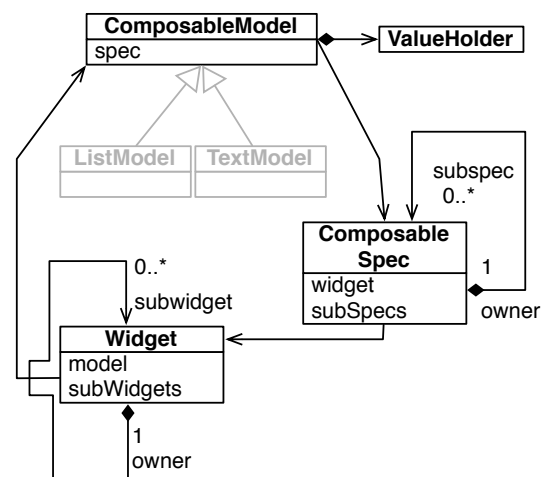 ComposableModel
spec
ValueHolder
ListModel
TextModel
subspec
0..*
Composable
Spec
widget
subSpecs
1
owner
0..*
subwidget
Widget
model
subWidgets
1
owner